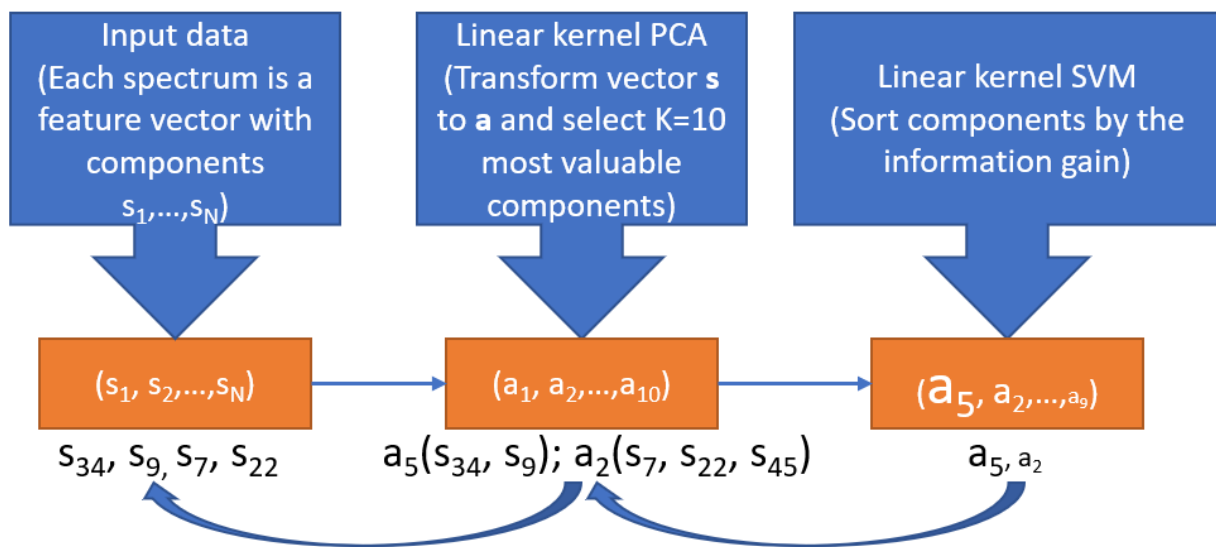 Input data
(Each spectrum is a
feature vector with
components
s₁,...,s_N)
Linear kernel PCA
(Transform vector s
to a and select K=10
most valuable
components)
Linear kernel SVM
(Sort components by the
information gain)
(s₁, s₂,...,s_N)
(a₁, a₂,...,a₁₀)
(a₅, a₂,...,a₉)
s₃₄, s₉, s₇, s₂₂
a₅(s₃₄, s₉); a₂(s₇, s₂₂, s₄₅)
a₅, a₂